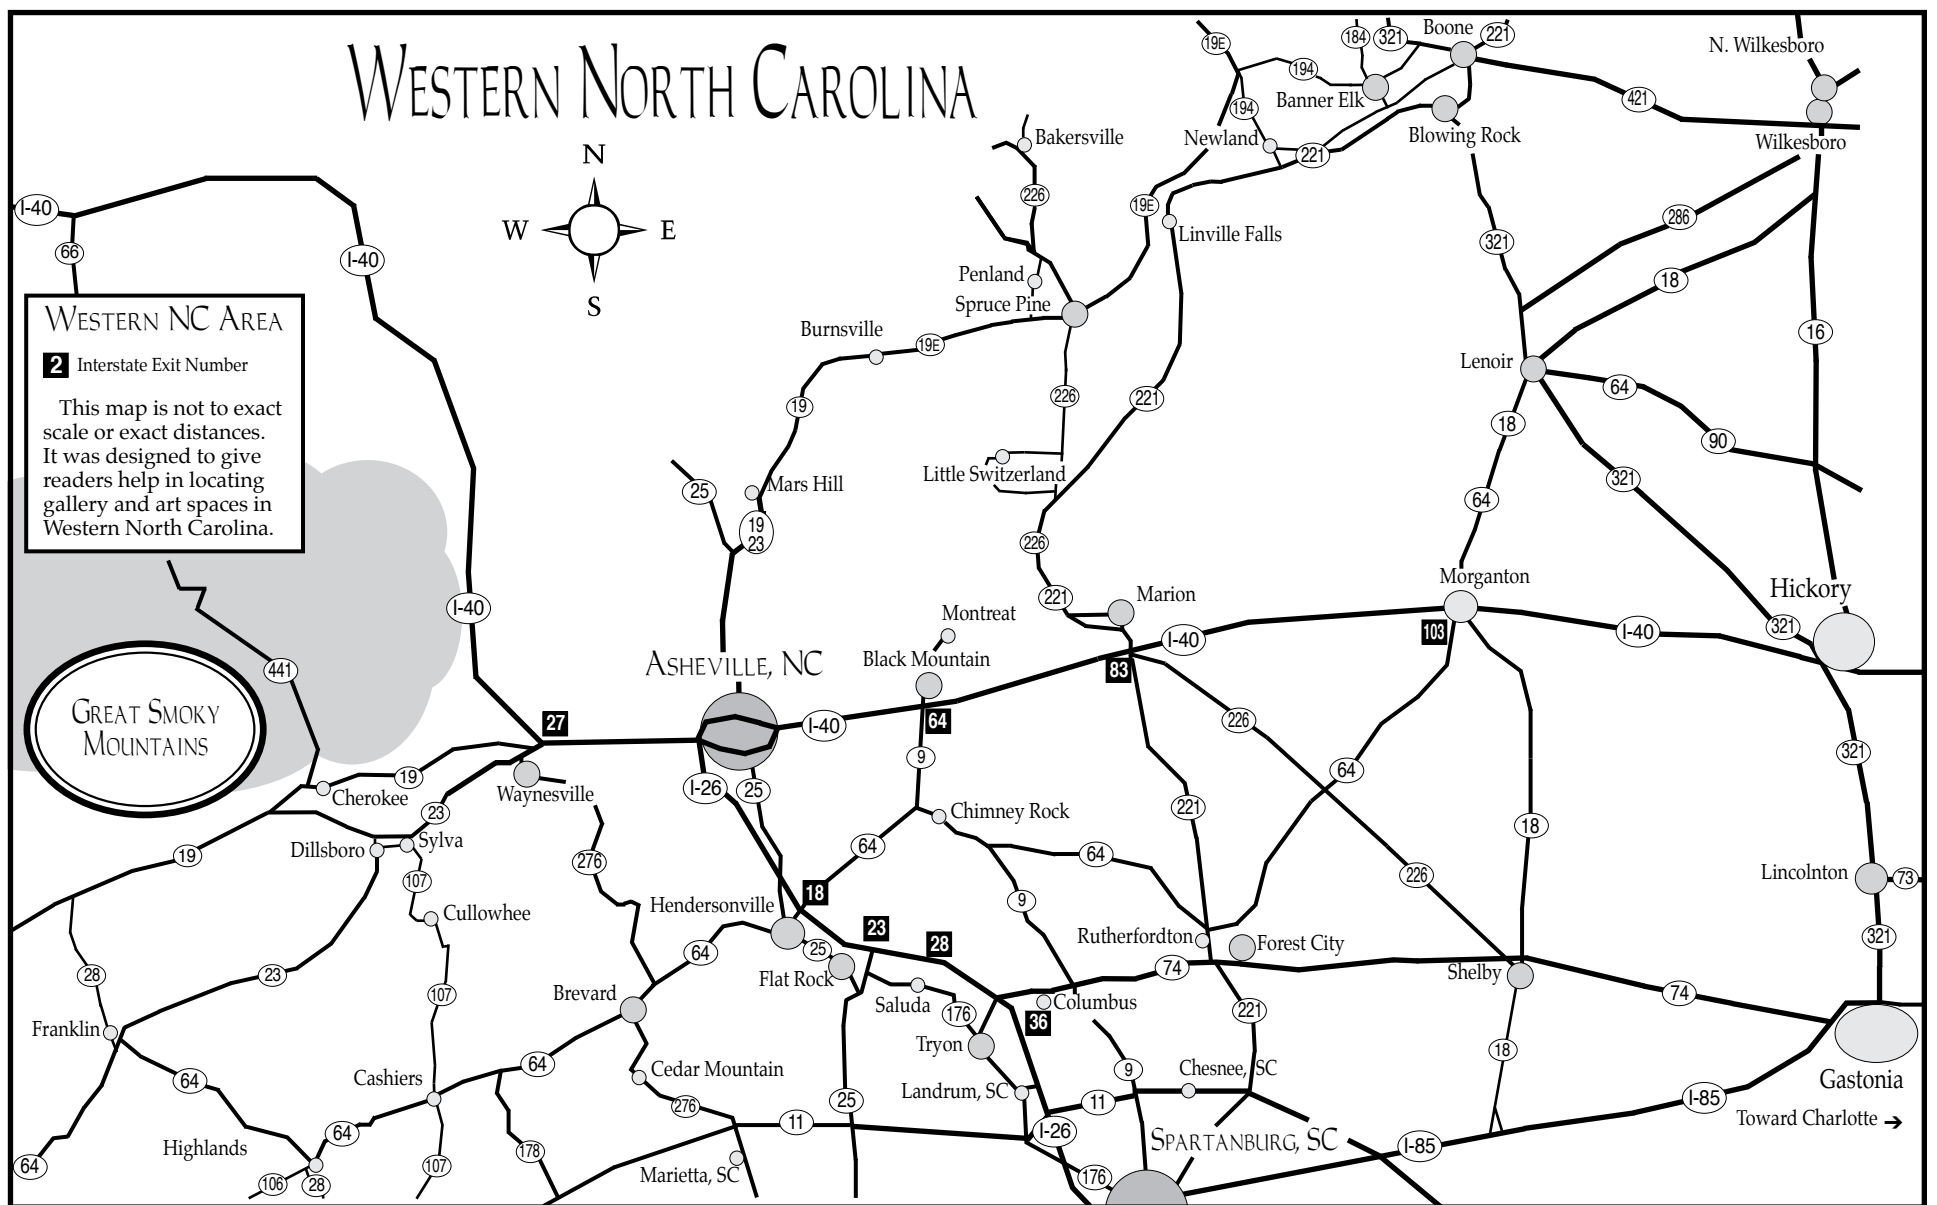 WESTERN NORTH CAROLINA
N
W
E
S
19E
184
321
Boone
221
N. Wilkesboro
194
Banner Elk
194
421
Newland
Blowing Rock
Wilkesboro
221
Bakersville
226
19E
I-40
66
I-40
Linville Falls
321
286
18
Penland
Spruce Pine
Burnsville
19E
16
WESTERN NC AREA
2 Interstate Exit Number
This map is not to exact
scale or exact distances.
It was designed to give
readers help in locating
gallery and art spaces in
Western North Carolina.
Lenoir
64
19
226
221
18
90
Little Switzerland
321
25
Mars Hill
64
19
23
226
Morganton
Hickory
221
Marion
I-40
Montreat
I-40
103
I-40
321
441
ASHEVILLE, NC
Black Mountain
83
GREAT SMOKY
MOUNTAINS
27
I-40
64
226
9
321
64
19
Cherokee
Waynesville
I-26
25
23
Chimney Rock
221
18
Dillsboro
Sylva
19
276
64
64
107
226
Lincolnton
73
18
Hendersonville
9
Cullowhee
23
28
Rutherfordton
Forest City
321
64
25
28
23
Flat Rock
74
Shelby
107
Brevard
Saluda
Columbus
74
176
221
36
Franklin
Tryon
18
64
64
Cashiers
Cedar Mountain
9
Chesnee, SC
Landrum, SC
Gastonia
276
25
11
I-85
11
Toward Charlotte ➔
64
I-26
SPARTANBURG, SC
Highlands
178
I-85
64
107
Marietta, SC
176
106
28